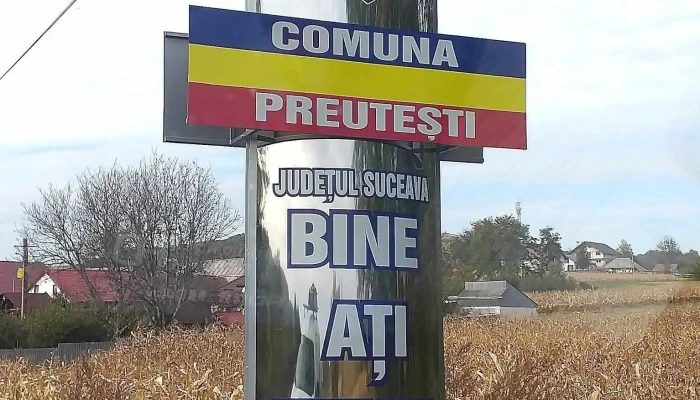 COMUNA
PREUTEȘTI
JUDEȚUL SUCEAVA
BINE
AȚI